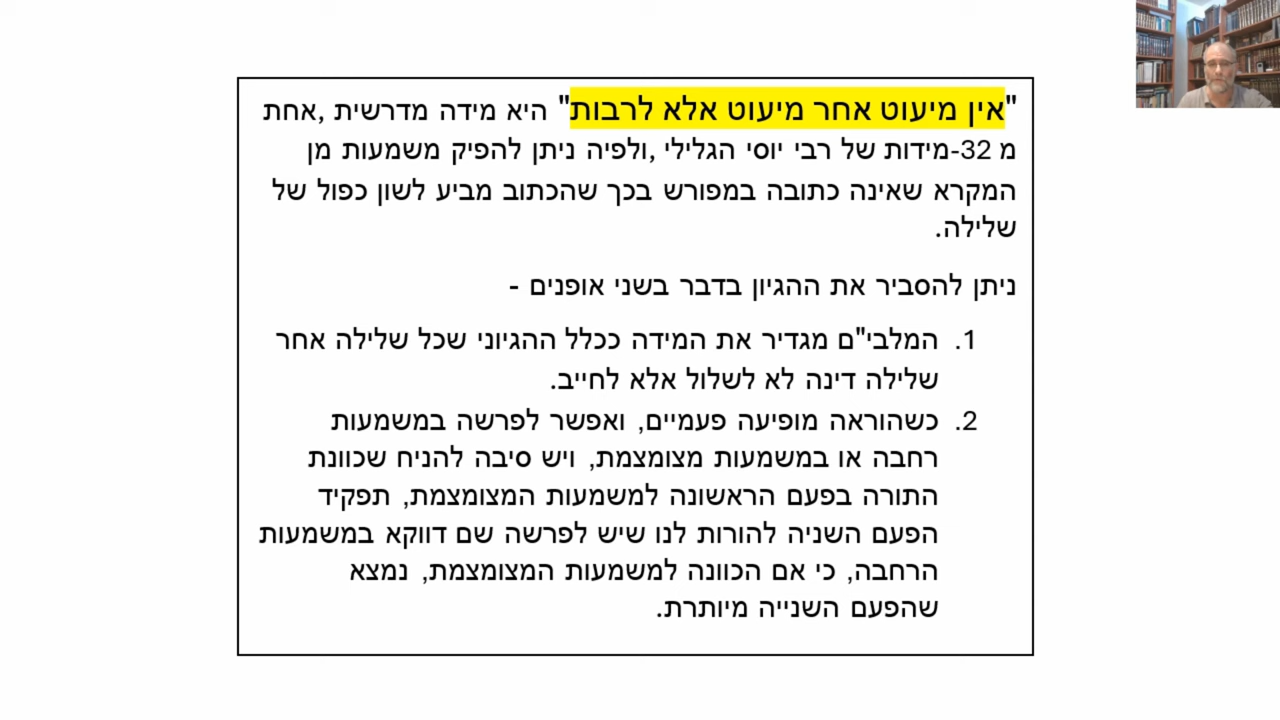 "אין מיעוט אחר מיעוט אלא לרבות" היא מידה מדרשית ,אחת
מ 32-מידות של רבי יוסי הגלילי ,ולפיה ניתן להפיק משמעות מן
המקרא שאינה כתובה במפורש בכך שהכתוב מביע לשון כפול של
שלילה.
ניתן להסביר את ההגיון בדבר בשני אופנים -
1. המלבי"ם מגדיר את המידה ככלל ההגיוני שכל שלילה אחר
שלילה דינה לא לשלול אלא לחייב.
2. כשהוראה מופיעה פעמיים, ואפשר לפרשה במשמעות
רחבה או במשמעות מצומצמת, ויש סיבה להניח שכוונת
התורה בפעם הראשונה למשמעות המצומצמת, תפקיד
הפעם השניה להורות לנו שיש לפרשה שם דווקא במשמעות
הרחבה, כי אם הכוונה למשמעות המצומצמת, נמצא
שהפעם השנייה מיותרת.